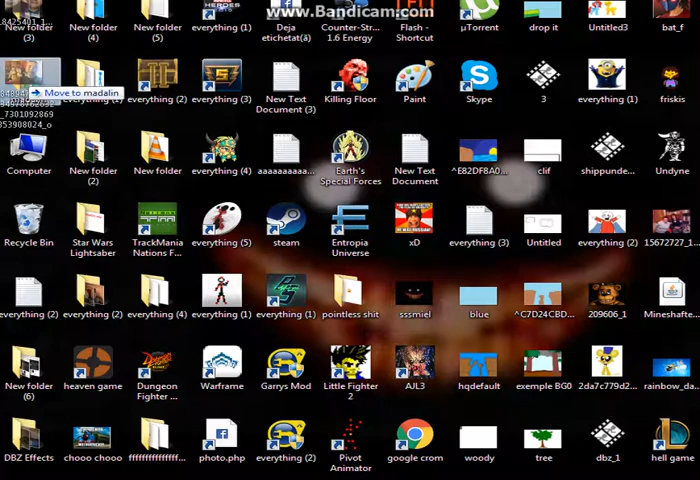 www.Bandicam.com
New folder (3)
New folder (4)
New folder (5)
everything (1)
Deja etichetat(ă)
Counter-Str... 1.6 Energy
Flash - Shortcut
µTorrent
drop it
Untitled3
bat_f
Move to madalin
_7301092869
853908024_o
everything (2)
everything (3)
New Text Document (3)
Killing Floor
Paint
Skype
3
everything (1)
friskis
Computer
New folder (2)
New folder
everything (4)
aaaaaaaaaa...
Earth's Special Forces
New Text Document
^E82DF8A0...
clif
shippunde...
Undyne
Recycle Bin
Star Wars Lightsaber
TrackMania Nations F...
everything (5)
steam
Entropia Universe
xD
everything (3)
Untitled
everything (2)
15672727_1...
everything (2)
everything (2)
everything (4)
everything (1)
everything (1)
pointless shit
sssmiel
blue
^C7D24CBD...
209606_1
Mineshafte...
New folder (6)
heaven game
Dungeon Fighter ...
Warframe
Garrys Mod
Little Fighter 2
AJL3
hqdefault
exemple BG0
2da7c779d2...
rainbow_da...
DBZ Effects
chooo chooo
fffffffffffffff...
photo.php
everything (2)
Pivot Animator
google crom
woody
tree
dbz_1
hell game